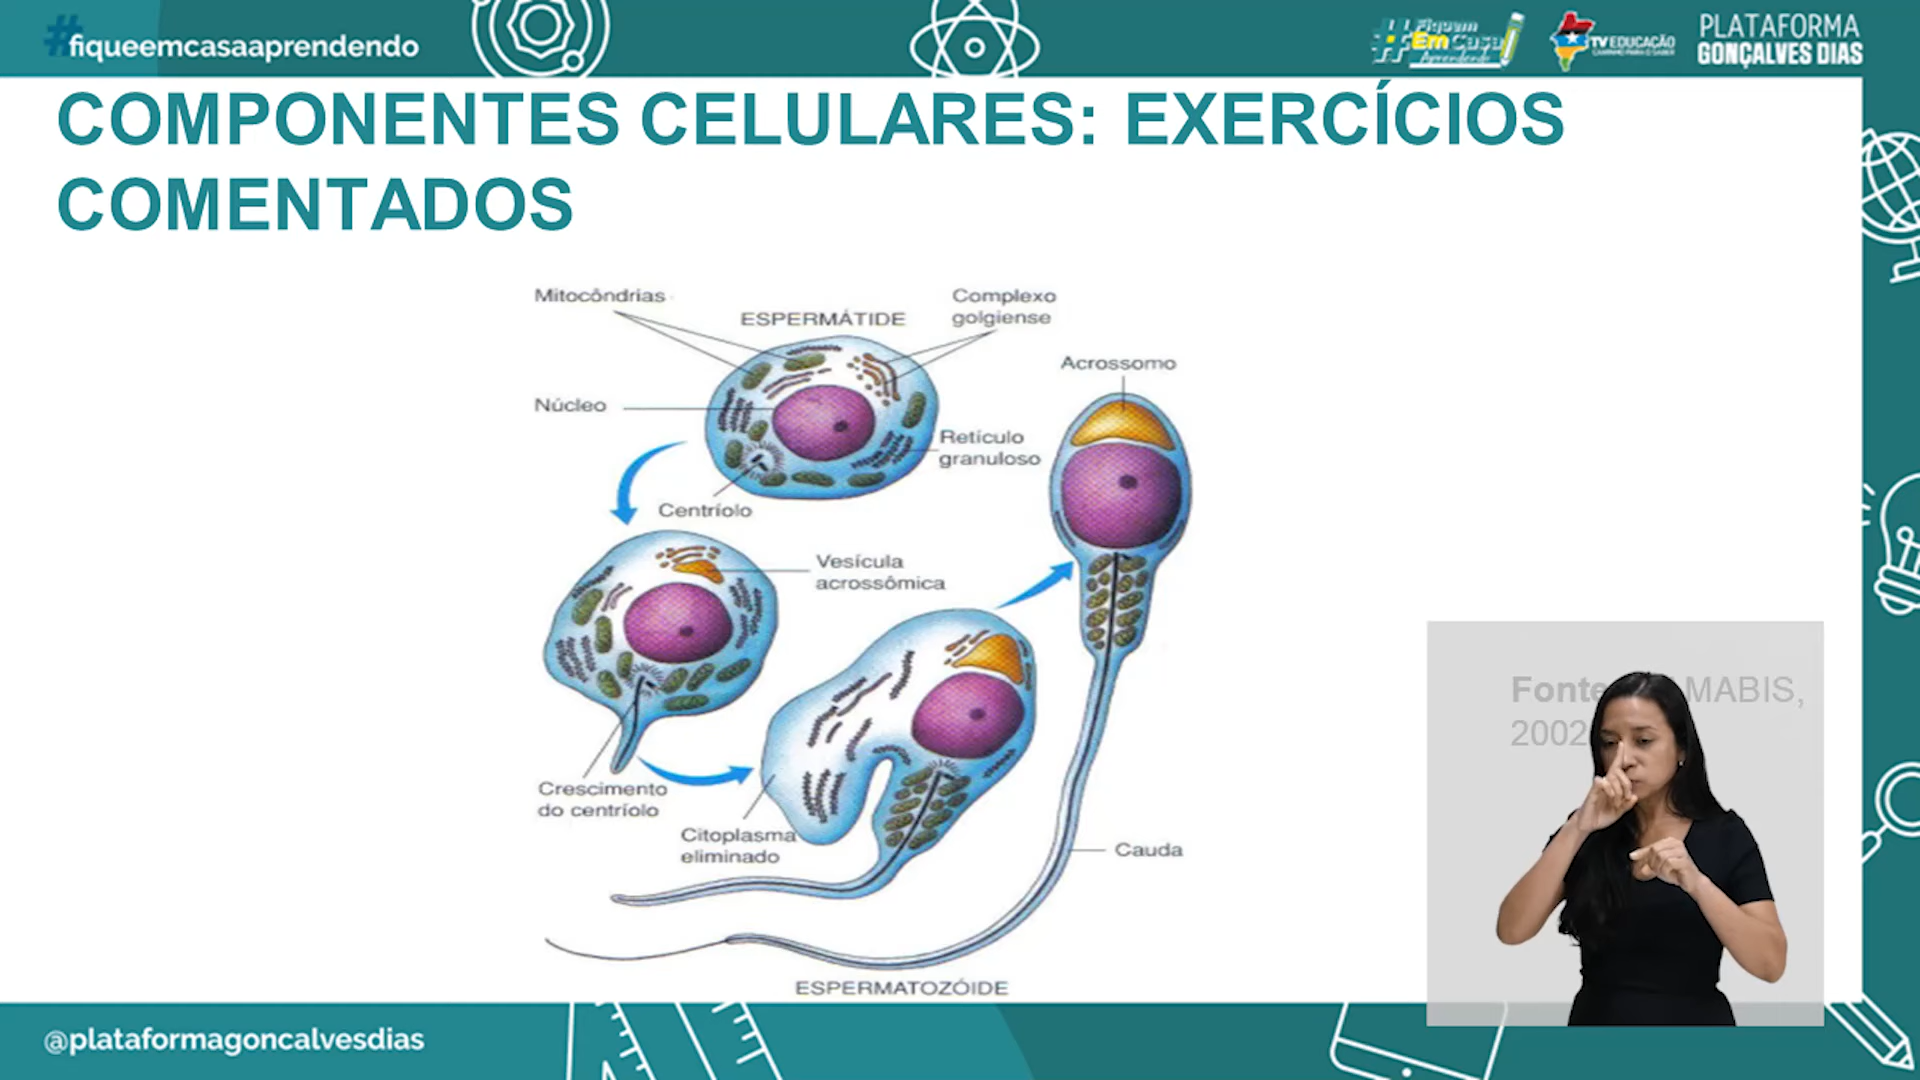 #fiqueemcasaaprendendo
#Fiquem
Em Casa
Aprendendo
TV EDUCAÇÃO
PLATAFORMA
GONÇALVES DIAS
COMPONENTES CELULARES: EXERCÍCIOS
COMENTADOS
Mitocôndrias
ESPERMÁTIDE
Complexo
golgiense
Acrossomo
Núcleo
Retículo
granuloso
Centríolo
Vesícula
acrossômica
Fonte MABIS,
2002
Crescimento
do centríolo
Citoplasma
eliminado
Cauda
ESPERMATOZÓIDE
@plataformagoncalvesdias